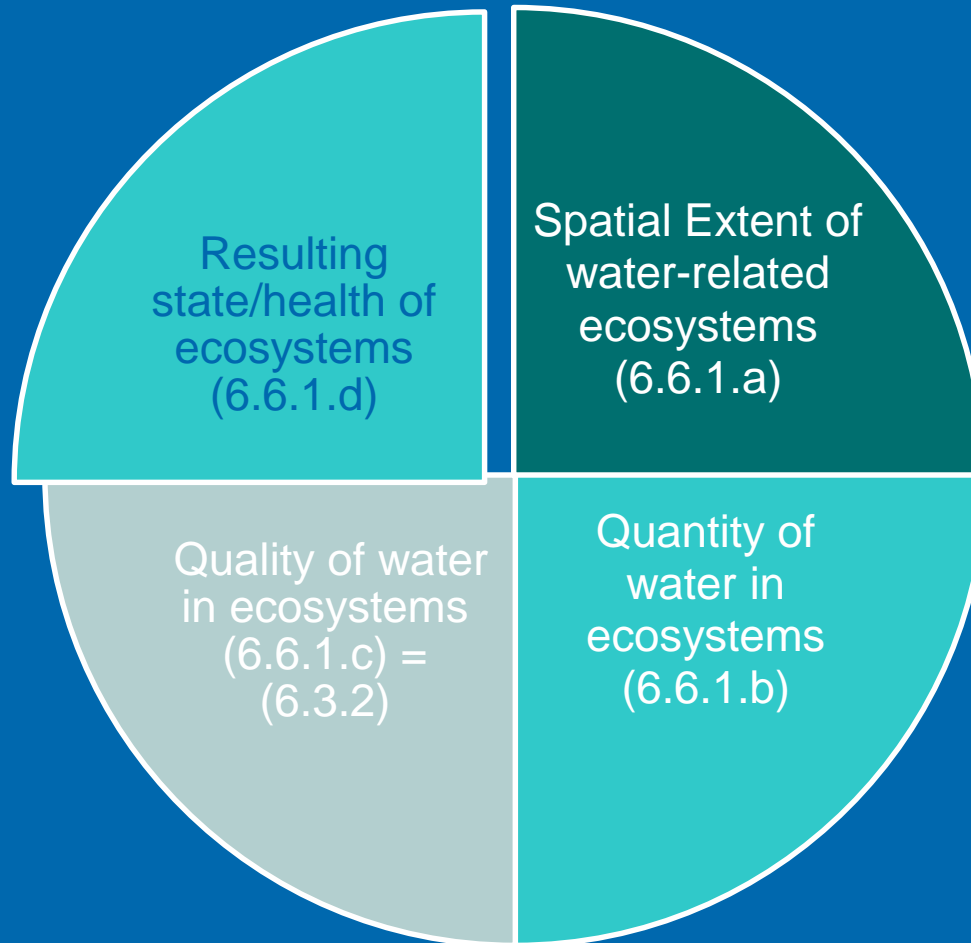 Resulting
state/health of
ecosystems
(6.6.1.d)
Spatial Extent of
water-related
ecosystems
(6.6.1.a)
Quality of water
in ecosystems
(6.6.1.c) =
(6.3.2)
Quantity of
water in
ecosystems
(6.6.1.b)